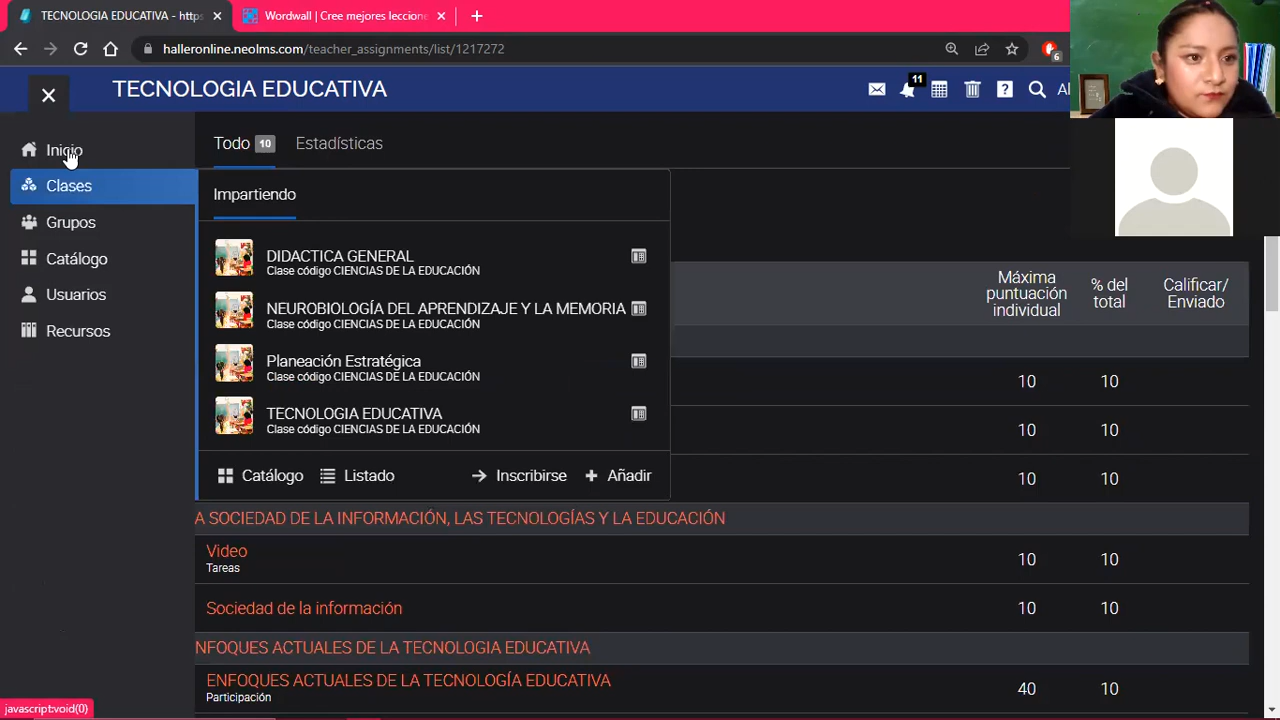 TECNOLOGIA EDUCATIVA - https
Wordwall | Cree mejores leccione
halleronline.neolms.com/teacher_assignments/list/1217272
6
TECNOLOGIA EDUCATIVA
11
Inicio
Clases
Grupos
Catálogo
Usuarios
Recursos
Todo 10 Estadísticas
Impartiendo
DIDACTICA GENERAL
Clase código CIENCIAS DE LA EDUCACIÓN
NEUROBIOLOGÍA DEL APRENDIZAJE Y LA MEMORIA
Clase código CIENCIAS DE LA EDUCACIÓN
Planeación Estratégica
Clase código CIENCIAS DE LA EDUCACIÓN
TECNOLOGIA EDUCATIVA
Clase código CIENCIAS DE LA EDUCACIÓN
Catálogo Listado Inscribirse Añadir
Máxima
puntuación
individual
% del
total
Calificar/
Enviado
10 10
10 10
10 10
A SOCIEDAD DE LA INFORMACIÓN, LAS TECNOLOGÍAS Y LA EDUCACIÓN
Video
Tareas
10 10
Sociedad de la información
10 10
NFOQUES ACTUALES DE LA TECNOLOGIA EDUCATIVA
ENFOQUES ACTUALES DE LA TECNOLOGÍA EDUCATIVA
Participación
40 10
javascript:void(0)